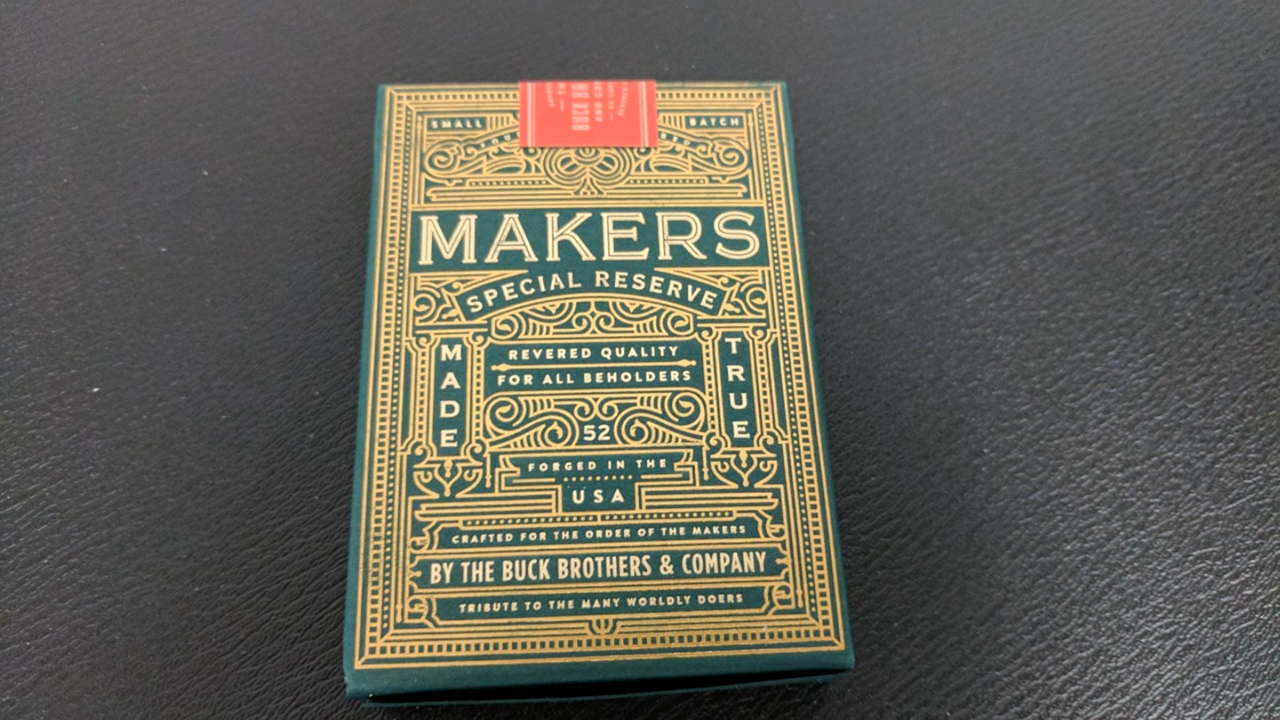 SMALL
BATCH
MAKERS
SPECIAL RESERVE
MADE
TRUE
REVERED QUALITY
FOR ALL BEHOLDERS
52
FORGED IN THE
USA
CRAFTED FOR THE ORDER OF THE MAKERS
BY THE BUCK BROTHERS & COMPANY
TRIBUTE TO THE MANY WORLDLY DOERS